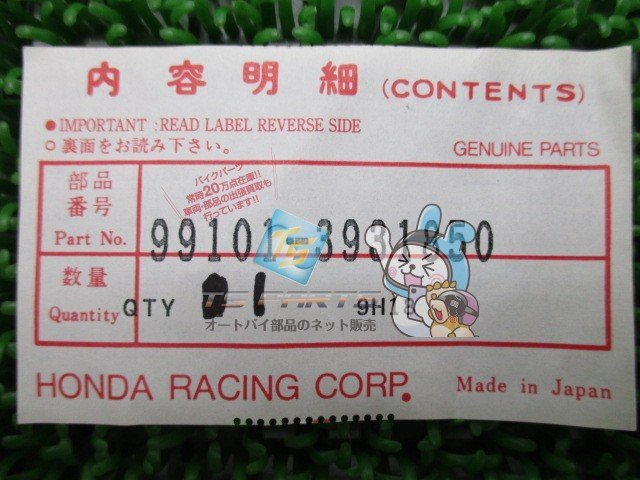 内容明細 (CONTENTS)
● IMPORTANT : READ LABEL REVERSE SIDE
○ 裏面をお読み下さい。
GENUINE PARTS
バイクパーツ
常時20万点在庫!!
車両・部品の出張買取も
行っています!!
部品
番号
Part No.
数量
Quantity
QTY
1
9H18
TS PARTS
オートバイ部品のネット販売
HONDA RACING CORP.
Made in Japan